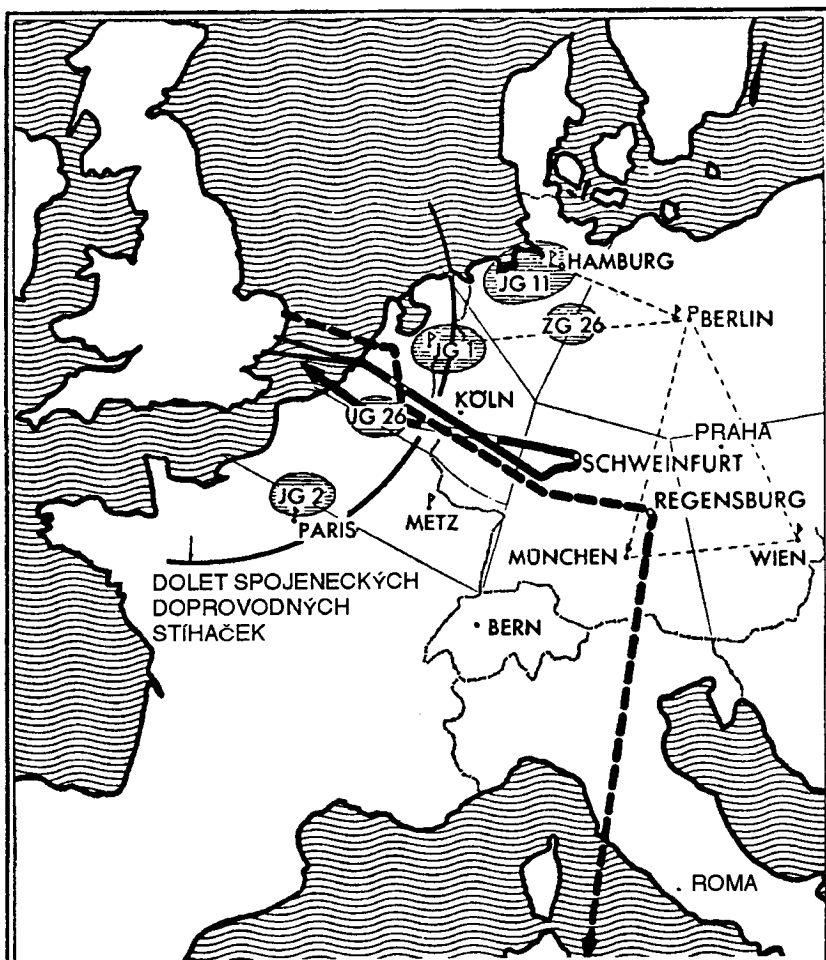 HAMBURG
JG 11
ZG 26
BERLIN
JG 1
KÖLN
JG 26
PRAHA
SCHWEINFURT
JG 2
PARIS
METZ
REGENSBURG
MÜNCHEN
WIEN
DOLET SPOJENECKÝCH
DOPROVODNÝCH
STÍHAČEK
BERN
ROMA